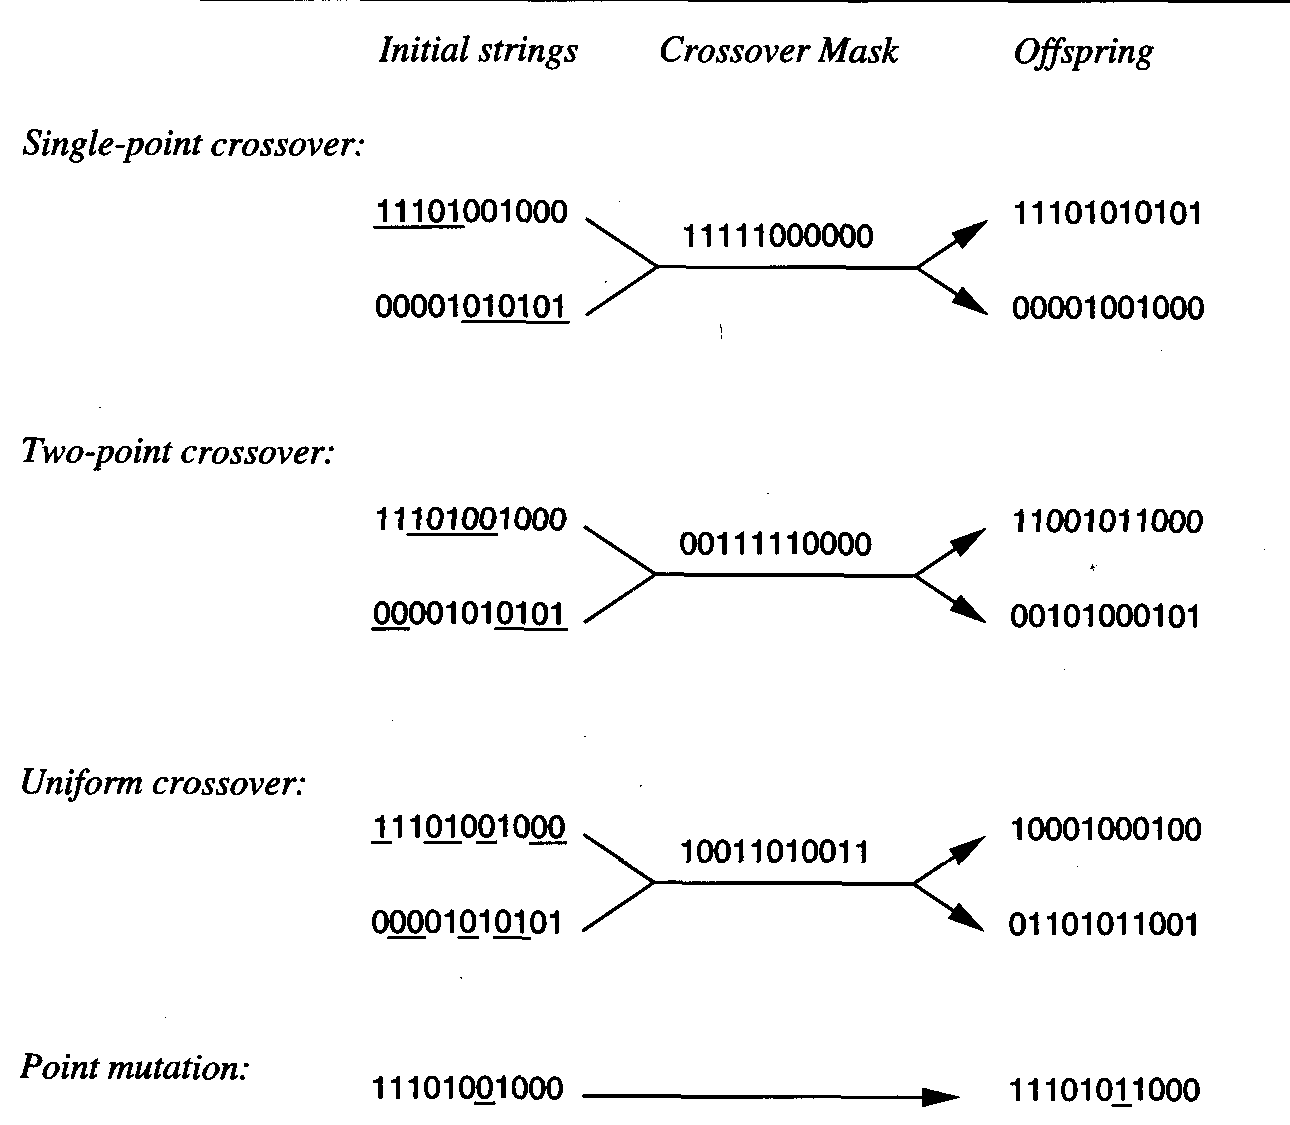 Initial strings Crossover Mask Offspring
Single-point crossover:
11101001000 11111000000 11101010101
00001010101 00001001000
Two-point crossover:
11101001000 00111110000 11001011000
00001010101 00101000101
Uniform crossover:
11101001000 10011010011 10001000100
00001010101 01101011001
Point mutation:
11101001000 11101011000